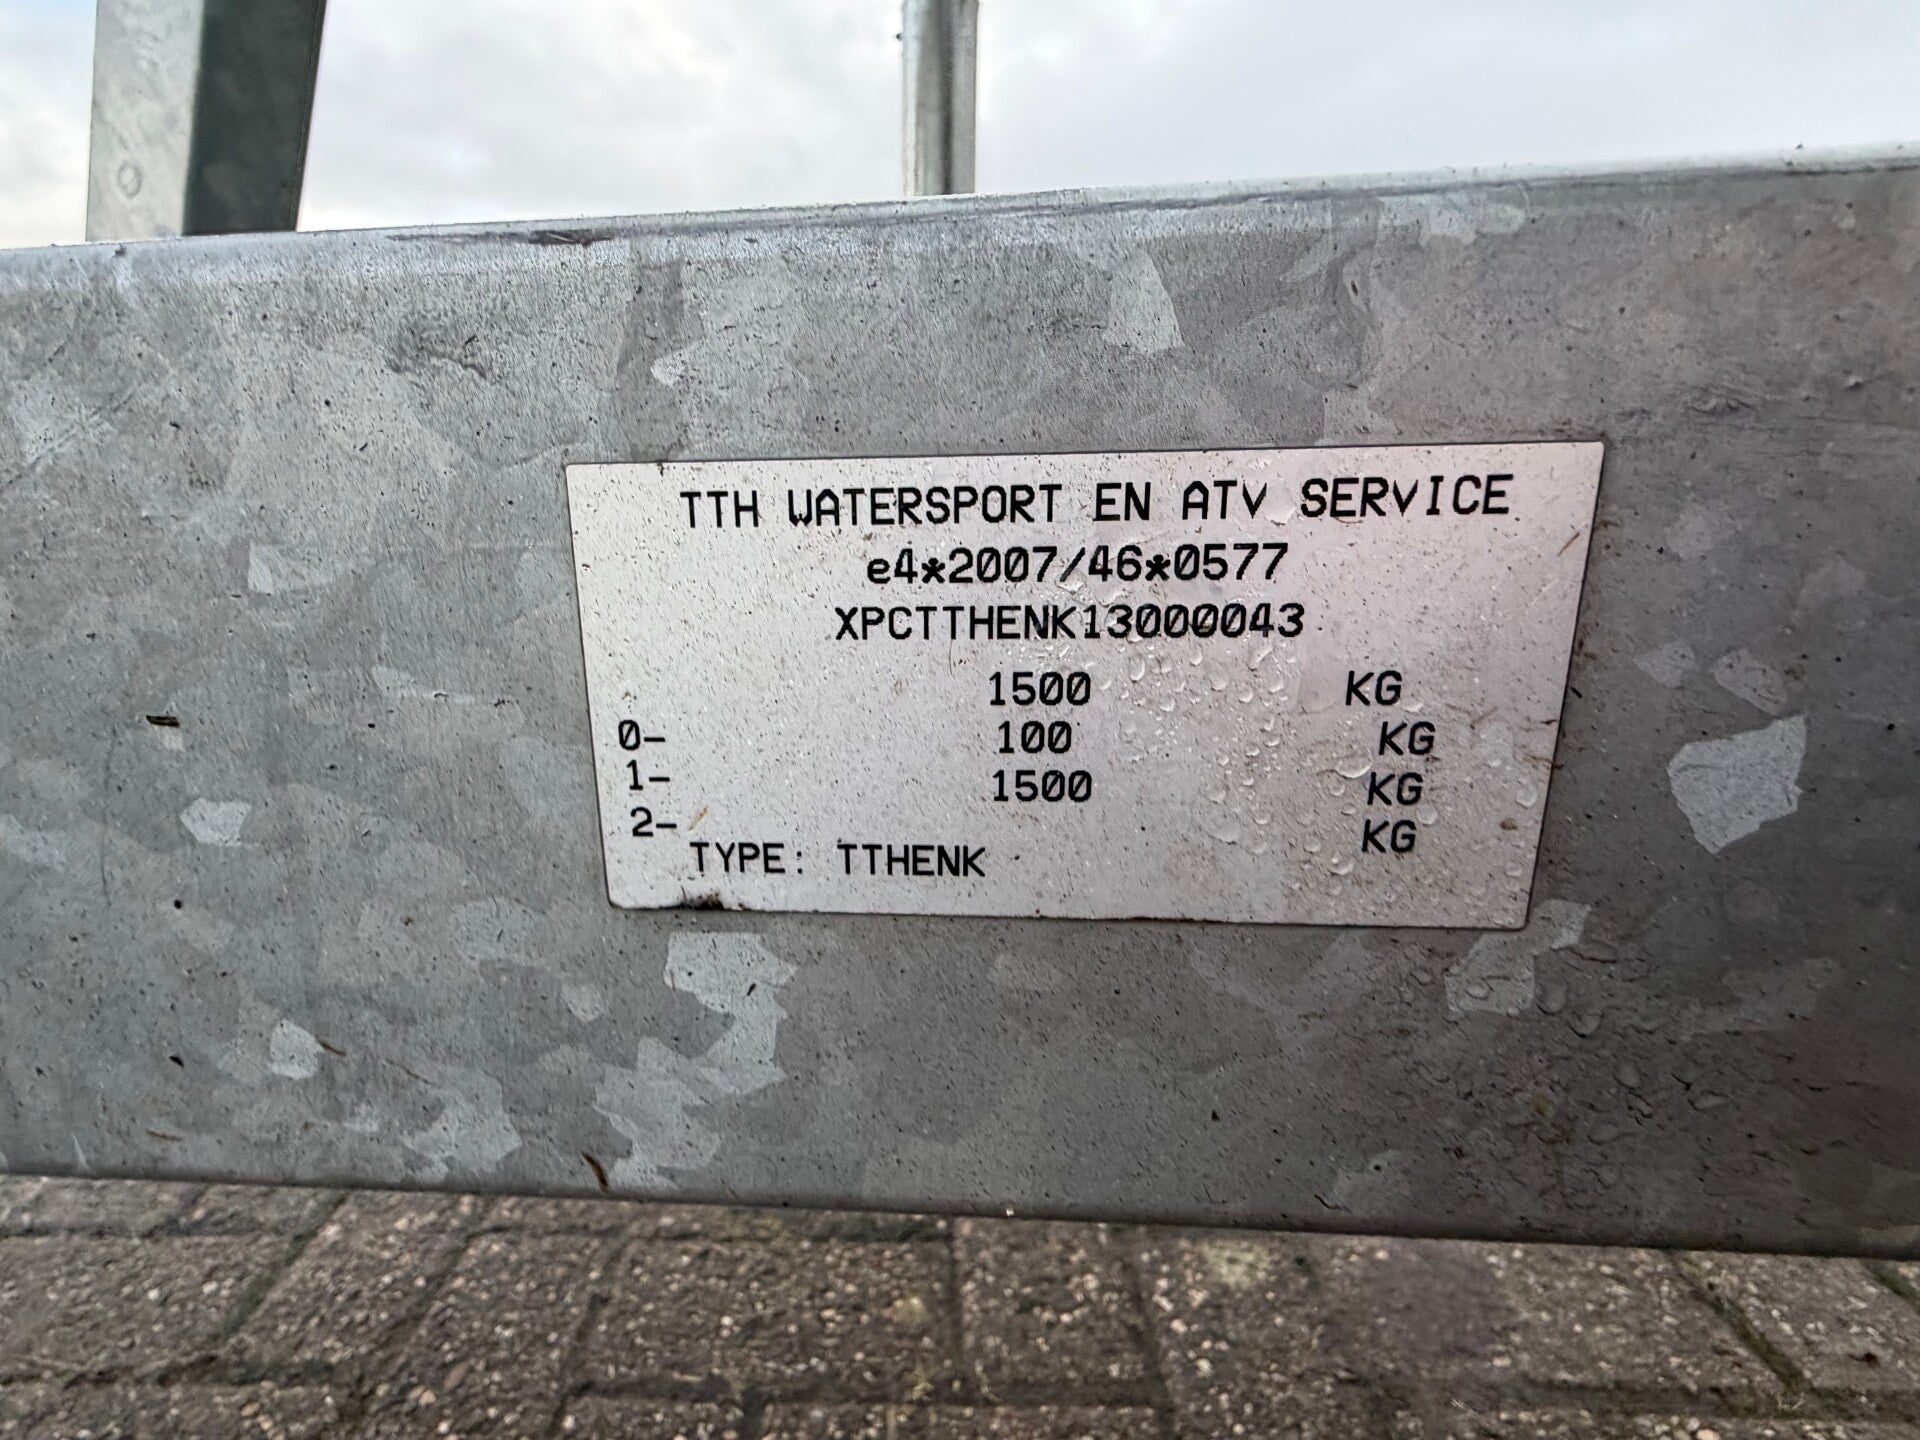 TTH WATERSPORT EN ATV SERVICE
e4*2007/46*0577
XPCTTHENK13000043
1500 KG
0- 100 KG
1- 1500 KG
2- KG
TYPE: TTHENK